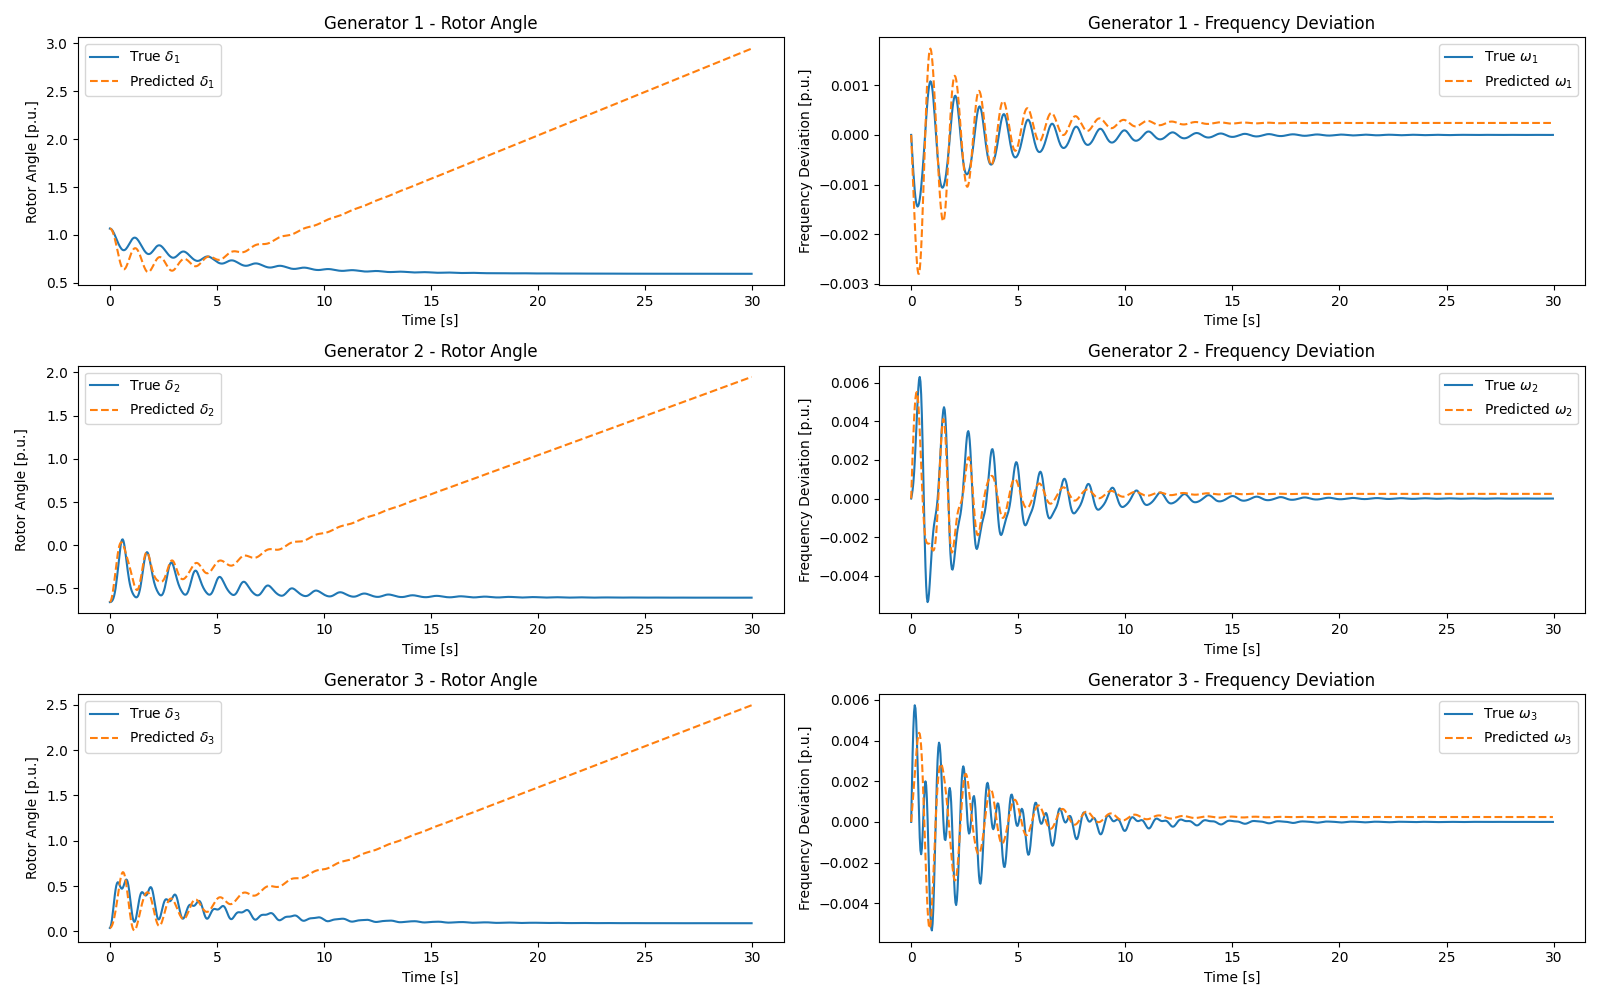 Generator 1 - Rotor Angle
3.0
2.5
2.0
1.5
1.0
0.5
Rotor Angle [p.u.]
True δ1
Predicted δ1
0 5 10 15 20 25 30
Time [s]
Generator 1 - Frequency Deviation
0.001
0.000
−0.001
−0.002
−0.003
Frequency Deviation [p.u.]
True ω1
Predicted ω1
0 5 10 15 20 25 30
Time [s]
Generator 2 - Rotor Angle
2.0
1.5
1.0
0.5
0.0
−0.5
Rotor Angle [p.u.]
True δ2
Predicted δ2
0 5 10 15 20 25 30
Time [s]
Generator 2 - Frequency Deviation
0.006
0.004
0.002
0.000
−0.002
−0.004
Frequency Deviation [p.u.]
True ω2
Predicted ω2
0 5 10 15 20 25 30
Time [s]
Generator 3 - Rotor Angle
2.5
2.0
1.5
1.0
0.5
0.0
Rotor Angle [p.u.]
True δ3
Predicted δ3
0 5 10 15 20 25 30
Time [s]
Generator 3 - Frequency Deviation
0.006
0.004
0.002
0.000
−0.002
−0.004
Frequency Deviation [p.u.]
True ω3
Predicted ω3
0 5 10 15 20 25 30
Time [s]